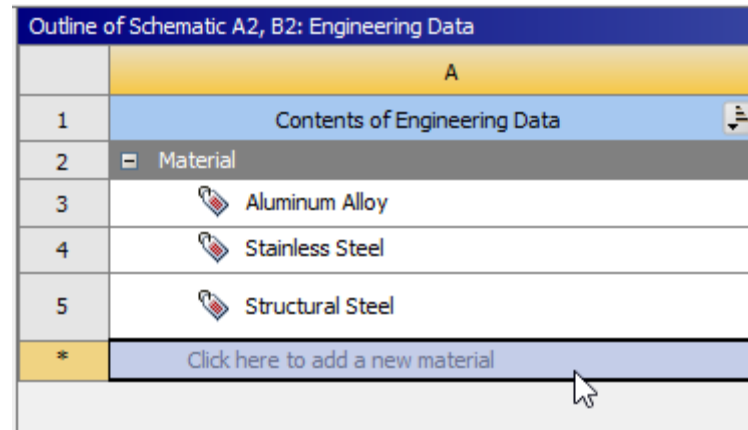 Outline of Schematic A2, B2: Engineering Data
A
1 Contents of Engineering Data
2 Material
3 Aluminum Alloy
4 Stainless Steel
5 Structural Steel
* Click here to add a new material